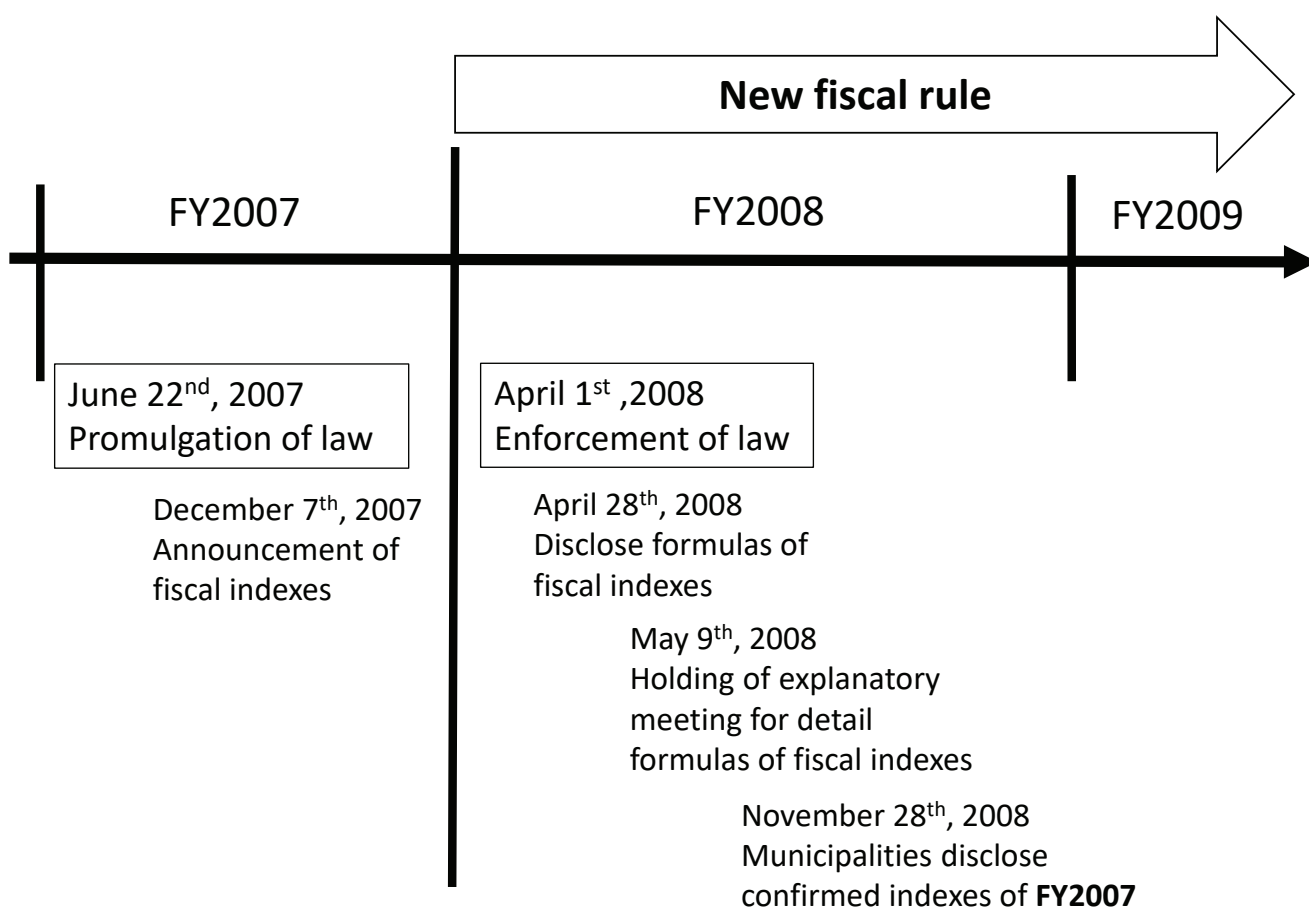 New fiscal rule
FY2007
FY2008
FY2009
June 22nd, 2007
Promulgation of law
April 1st ,2008
Enforcement of law
December 7th, 2007
Announcement of
fiscal indexes
April 28th, 2008
Disclose formulas of
fiscal indexes
May 9th, 2008
Holding of explanatory
meeting for detail
formulas of fiscal indexes
November 28th, 2008
Municipalities disclose
confirmed indexes of FY2007